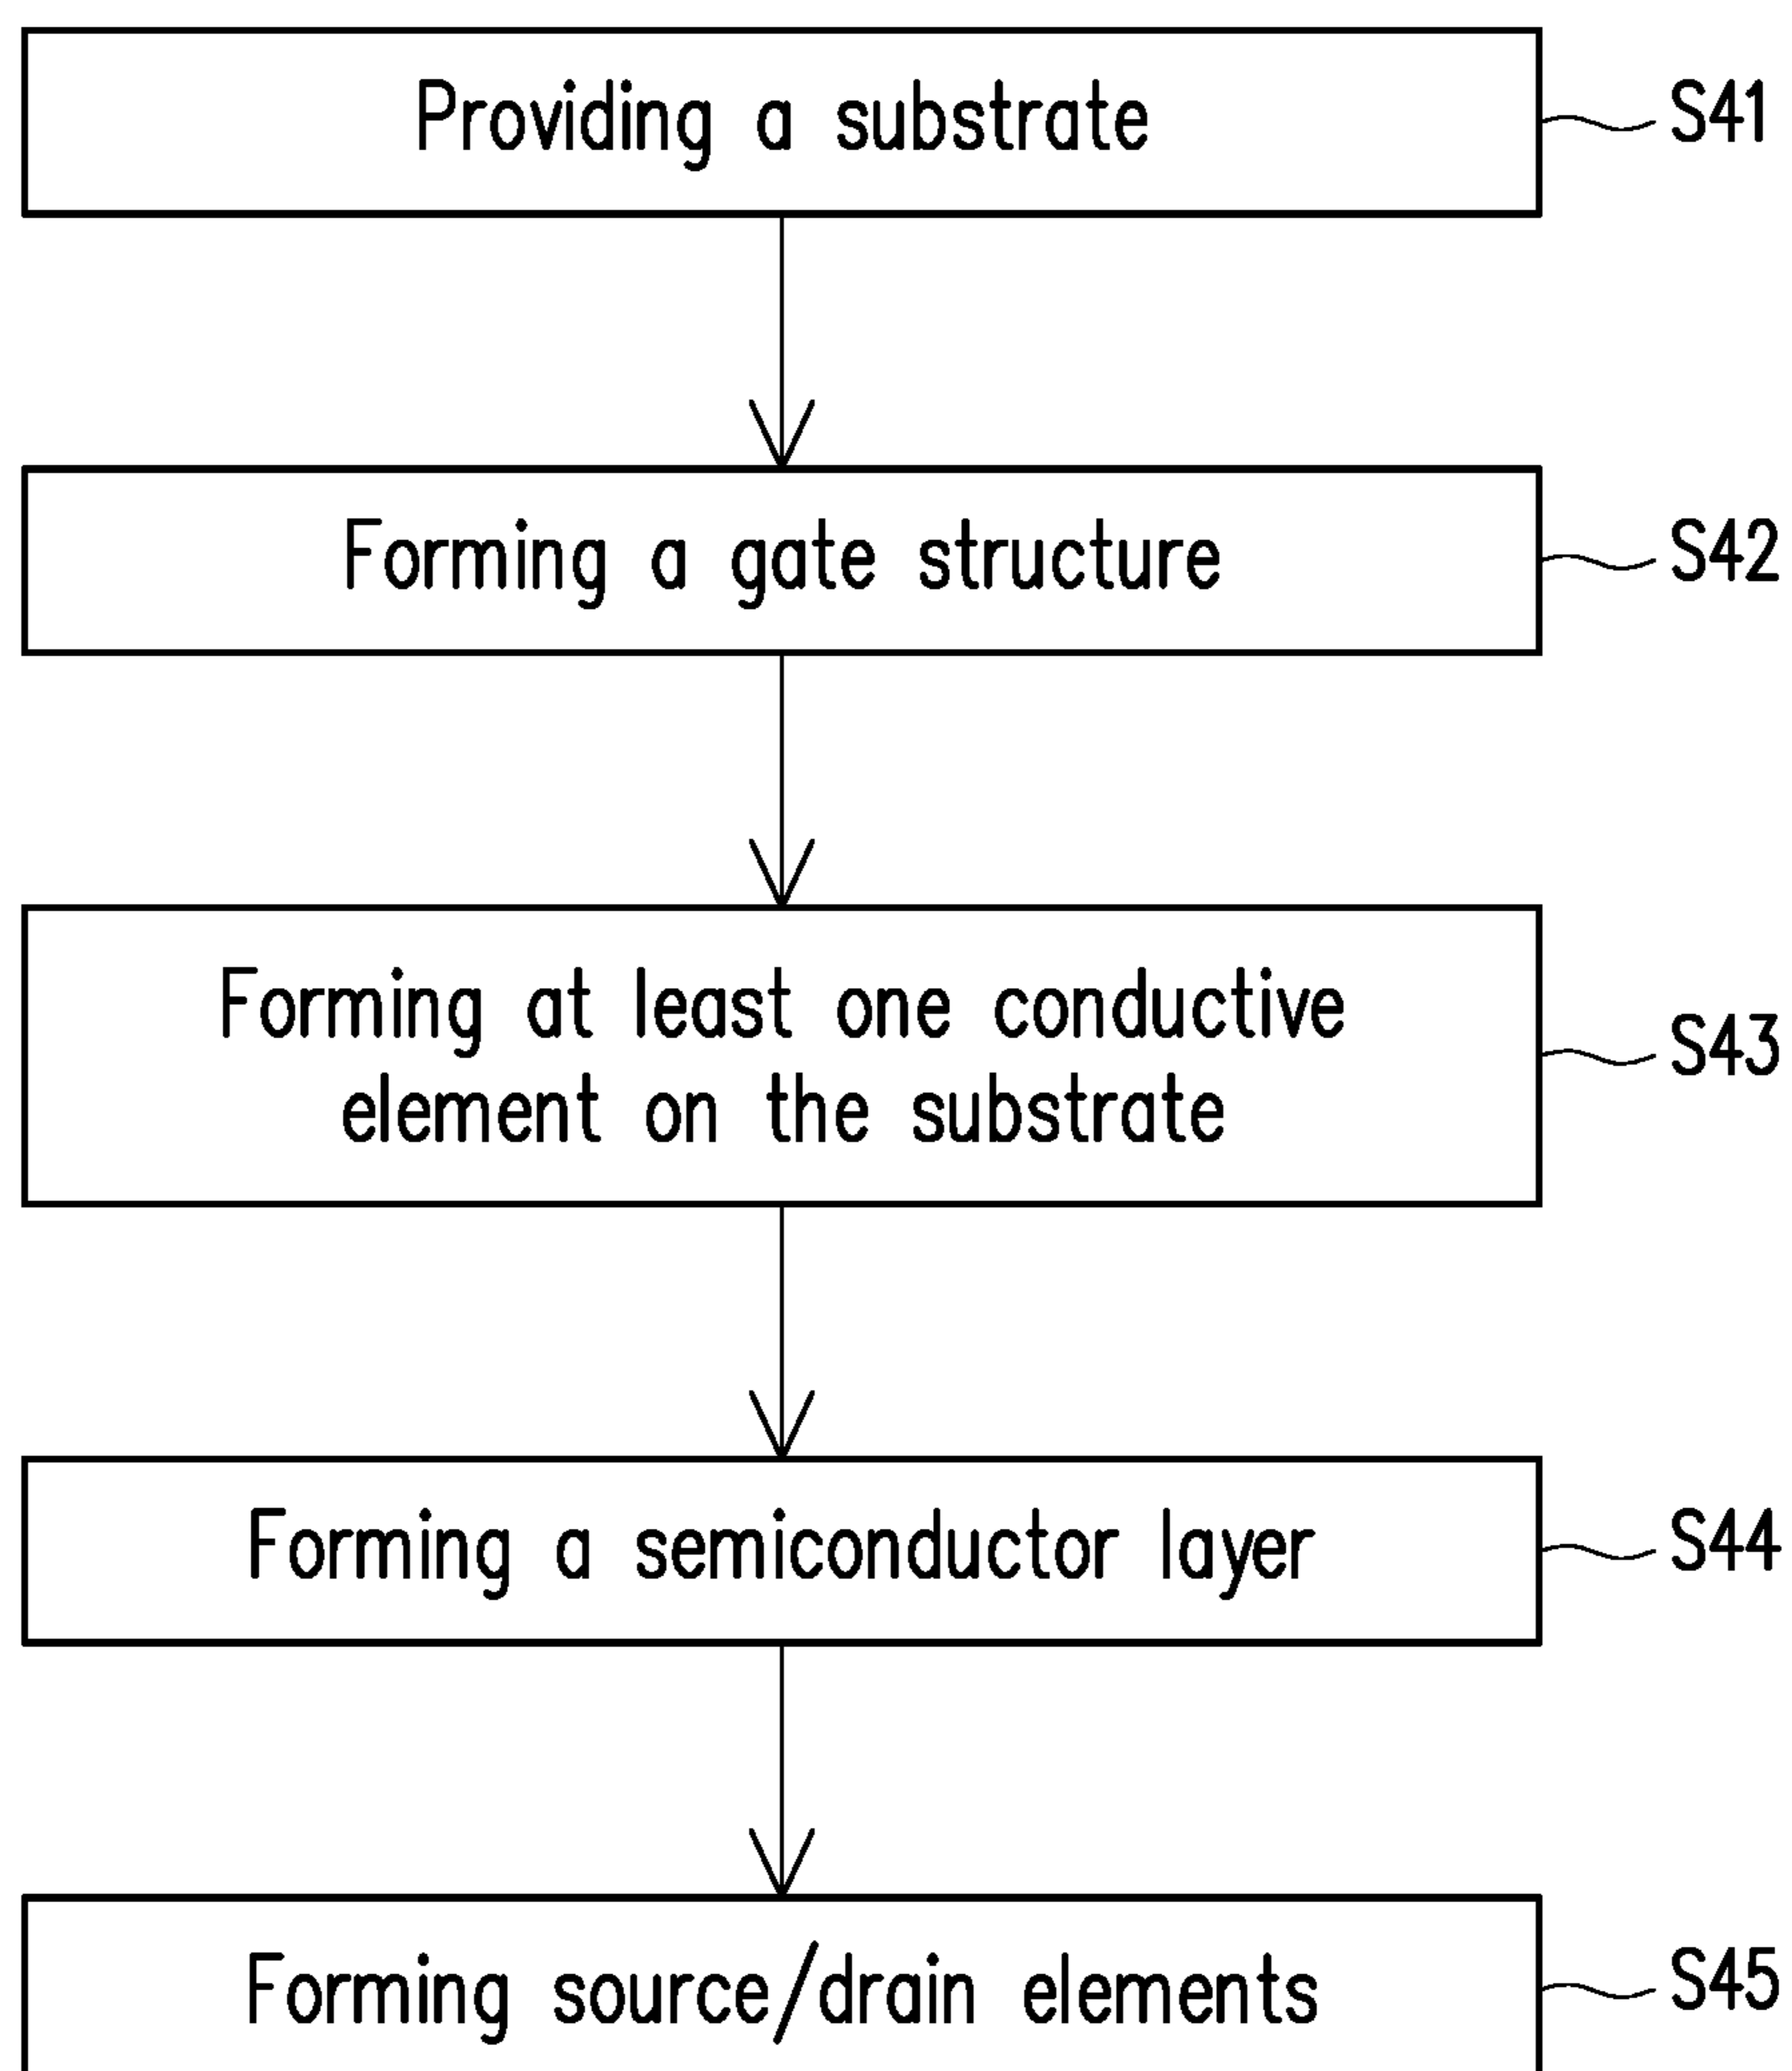 Providing a substrate
S41
Forming a gate structure
S42
Forming at least one conductive
element on the substrate
S43
Forming a semiconductor layer
S44
Forming source/drain elements
S45